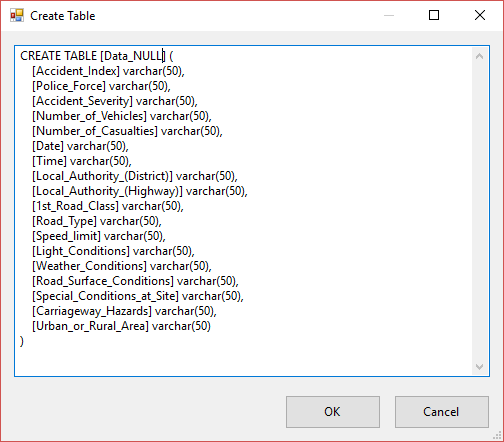 Create Table
CREATE TABLE [Data_NULL] (
[Accident_Index] varchar(50),
[Police_Force] varchar(50),
[Accident_Severity] varchar(50),
[Number_of_Vehicles] varchar(50),
[Number_of_Casualties] varchar(50),
[Date] varchar(50),
[Time] varchar(50),
[Local_Authority_(District)] varchar(50),
[Local_Authority_(Highway)] varchar(50),
[1st_Road_Class] varchar(50),
[Road_Type] varchar(50),
[Speed_limit] varchar(50),
[Light_Conditions] varchar(50),
[Weather_Conditions] varchar(50),
[Road_Surface_Conditions] varchar(50),
[Special_Conditions_at_Site] varchar(50),
[Carriageway_Hazards] varchar(50),
[Urban_or_Rural_Area] varchar(50)
)
OK
Cancel